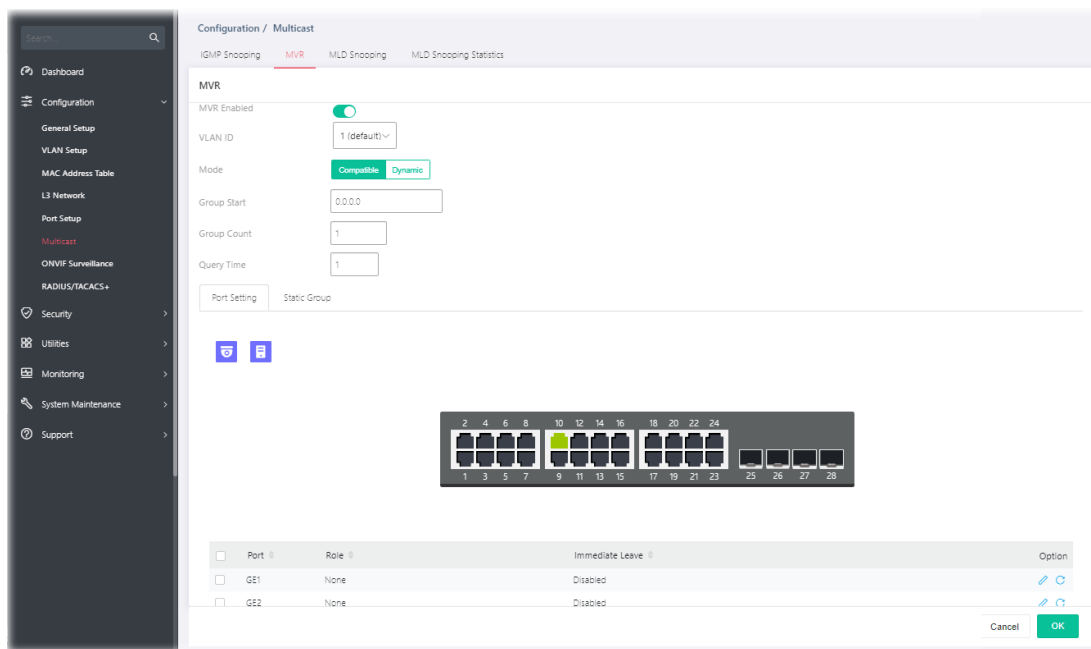 Search...
Dashboard
Configuration
General Setup
VLAN Setup
MAC Address Table
L3 Network
Port Setup
Multicast
ONVIF Surveillance
RADIUS/TACACS+
Security
Utilities
Monitoring
System Maintenance
Support
Configuration / Multicast
IGMP Snooping MVR MLD Snooping MLD Snooping Statistics
MVR
MVR Enabled
VLAN ID 1 (default)
Mode Compatible Dynamic
Group Start 0.0.0.0
Group Count 1
Query Time 1
Port Setting Static Group
2 4 6 8 10 12 14 16 18 20 22 24
1 3 5 7 9 11 13 15 17 19 21 23 25 26 27 28
Port Role Immediate Leave Option
GE1 None Disabled
GE2 None Disabled
Cancel OK